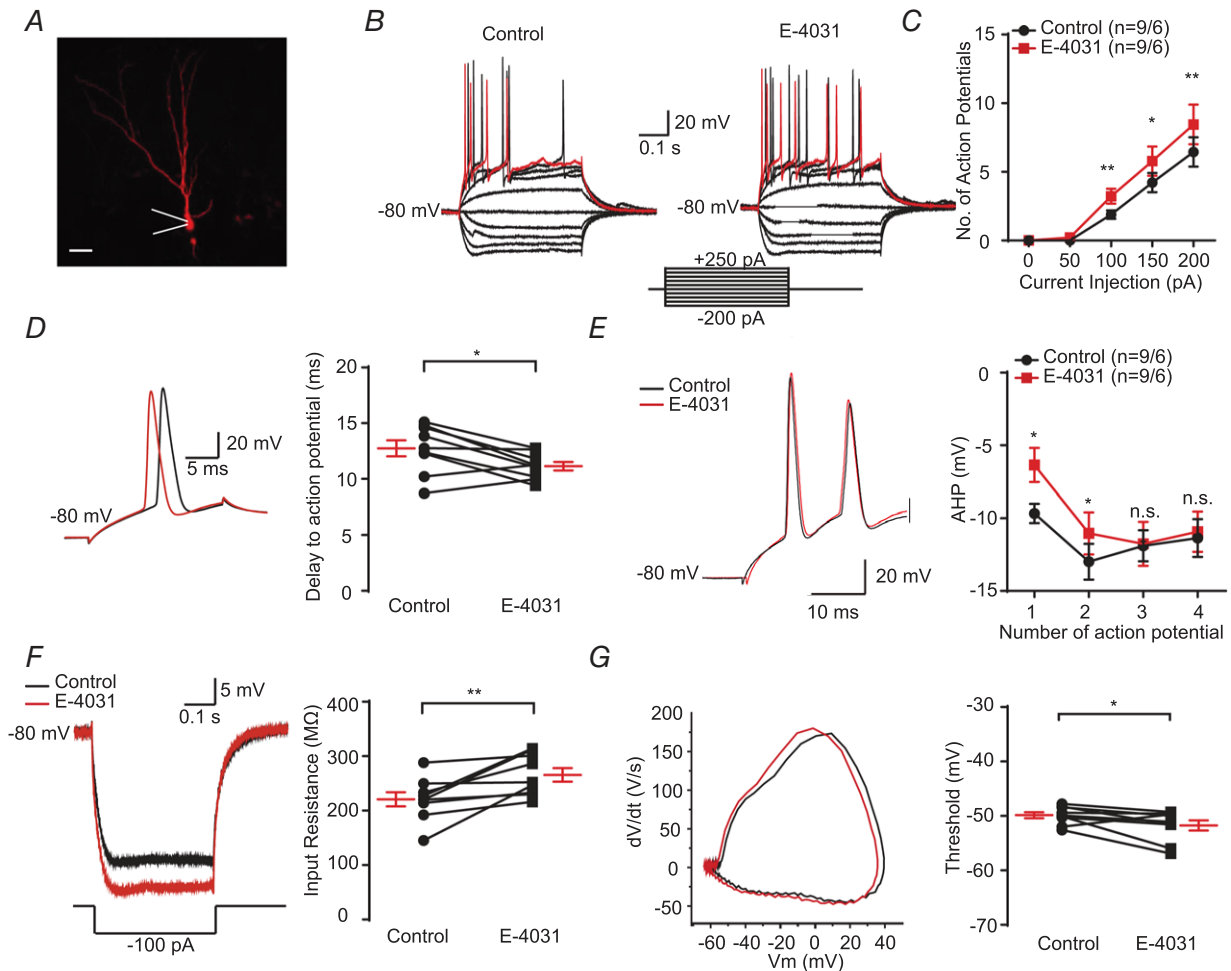 A
B
Control
E-4031
20 mV
0.1 s
-80 mV
-80 mV
+250 pA
-200 pA
C
Control (n=9/6)
E-4031 (n=9/6)
No. of Action Potentials
15
10
5
0
**
*
**
0 50 100 150 200
Current Injection (pA)
D
20 mV
5 ms
-80 mV
Delay to action potential (ms)
20
15
10
5
0
*
Control E-4031
E
Control
E-4031
-80 mV
20 mV
10 ms
Control (n=9/6)
E-4031 (n=9/6)
AHP (mV)
0
-5
-10
-15
*
*
n.s.
n.s.
1 2 3 4
Number of action potential
F
Control
E-4031
5 mV
0.1 s
-80 mV
-100 pA
Input Resistance (MΩ)
400
300
200
100
0
**
Control E-4031
G
dV/dt (V/s)
200
150
100
50
0
-50
-60 -40 -20 0 20 40
Vm (mV)
Threshold (mV)
-30
-40
-50
-60
-70
*
Control E-4031